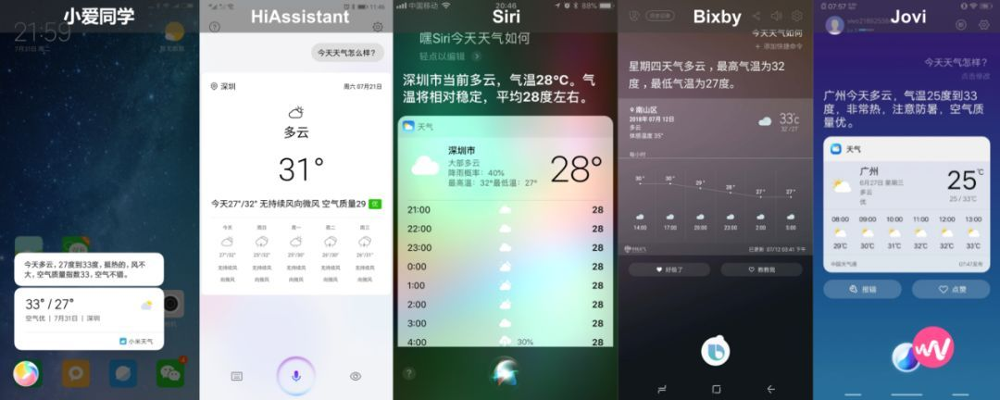 小爱同学
21:59
7月31日 周二
今天多云，27度到33度，挺热的，风不
大，空气质量指数33，空气不错。
33° / 27°
空气优 | 7月31日 | 深圳
小米天气
4
HiAssistant
11:46
今天天气怎么样？
深圳
周六 07月21日
多云
31°
今天27°/32° 无持续风向微风 空气质量29 优
今天 周日 周一 周二 周三
27°/32° 26°/30° 26°/31°
无持续风 无持续风 无持续风 无持续风 无持续风
向微风 向微风 向微风 向微风 向微风
Siri
中国移动
20:46
88%
嘿Siri今天天气如何
轻点以编辑
深圳市当前多云，气温28°C。气
温将相对稳定，平均28度左右。
天气
深圳市
大部多云
降雨概率：40%
最高温：32°最低温：27°
28°
21:00 28
22:00 28
23:00 28
0:00 28
1:00 28
2:00 28
3:00 28
4:00 30% 28
?
Bixby
今天天气如何
+ 添加快捷命令
星期四天气多云，最高气温为32
度，最低气温为27度。
南山区
2018年 07月 12日
多云
体感温度 35°
33°c
32 / 27
每小时
30° 30° 29° 28° 27° 27°
14:00 17:00 20:00 23:00 2:00 5:00
已更新 07/12 03:41 下午
好极了
教教我
Jovi
07:57
今天天气怎样？
点击修改
广州今天多云，气温25度到33
度，非常热，注意防暑，空气质
量优。
天气
广州
6月27日 星期三
多云
优
25°c
25 / 33°C
08:00 09:00 10:00 11:00 12:00 13:00
29°C 30°C 31°C 32°C 32°C 33°C
中国天气通
07:47发布
点赞